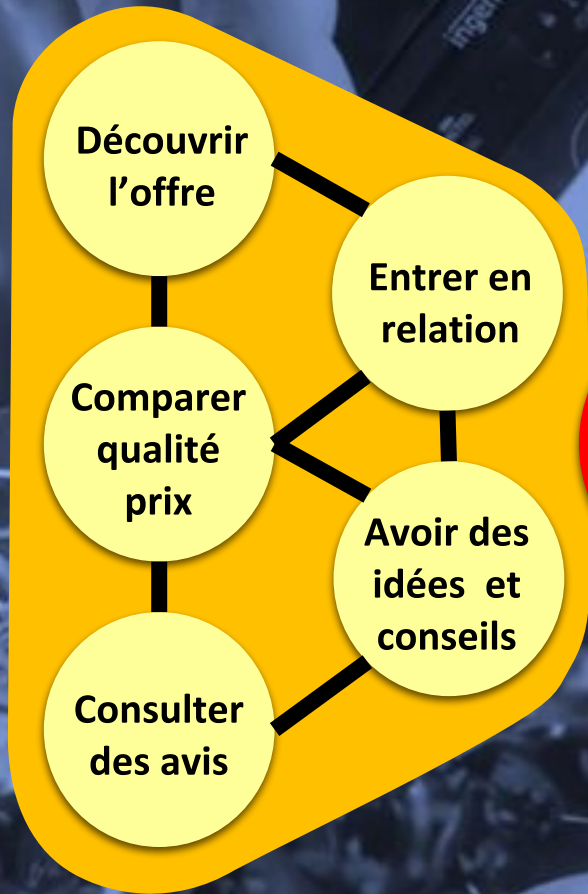 Découvrir
l’offre
Entrer en
relation
Comparer
qualité
prix
Avoir des
idées  et
conseils
Consulter
des avis